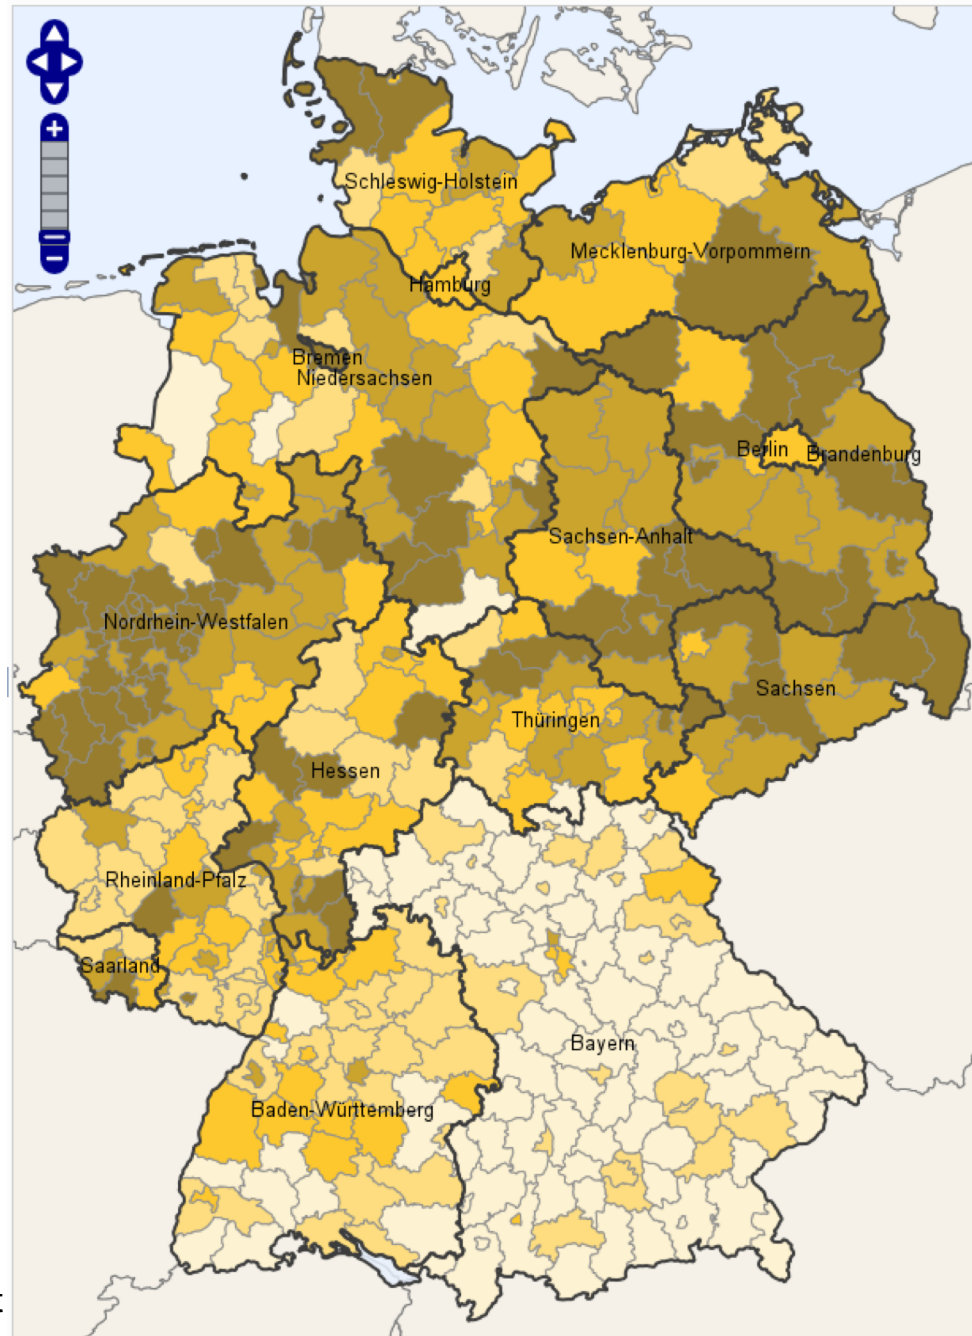 Schleswig-Holstein
Mecklenburg-Vorpommern
Hamburg
Bremen
Niedersachsen
Berlin
Brandenburg
Sachsen-Anhalt
Nordrhein-Westfalen
Sachsen
Thüringen
Hessen
Rheinland-Pfalz
Saarland
Bayern
Baden-Württemberg